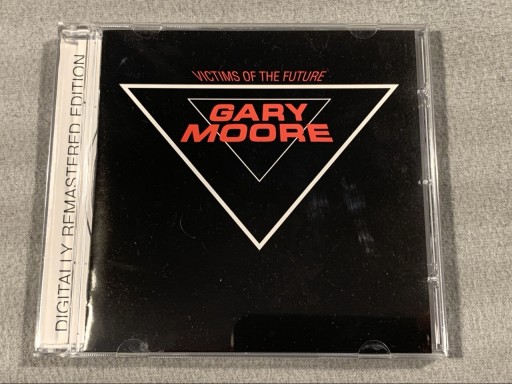 VICTIMS OF THE FUTURE
GARY
MOORE
DIGITALLY REMASTERED EDITION